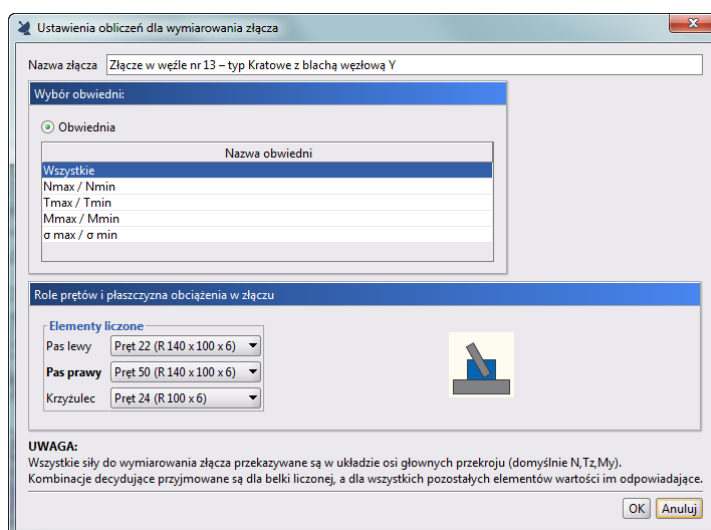 Ustawienia obliczeń dla wymiarowania złącza
Nazwa złącza Złącze w węźle nr 13 – typ Kratowe z blachą węzłową Y
Wybór obwiedni:
Obwiednia
Nazwa obwiedni
Wszystkie
Nmax / Nmin
Tmax / Tmin
Mmax / Mmin
σ max / σ min
Role prętów i płaszczyzna obciążenia w złączu
Elementy liczone
Pas lewy Pręt 22 (R 140 x 100 x 6)
Pas prawy Pręt 50 (R 140 x 100 x 6)
Krzyżulec Pręt 24 (R 100 x 6)
UWAGA:
Wszystkie siły do wymiarowania złącza przekazywane są w układzie osi głownych przekroju (domyślnie N,Tz,My).
Kombinacje decydujące przyjmowane są dla belki liczonej, a dla wszystkich pozostałych elementów wartości im odpowiadające.
OK Anuluj